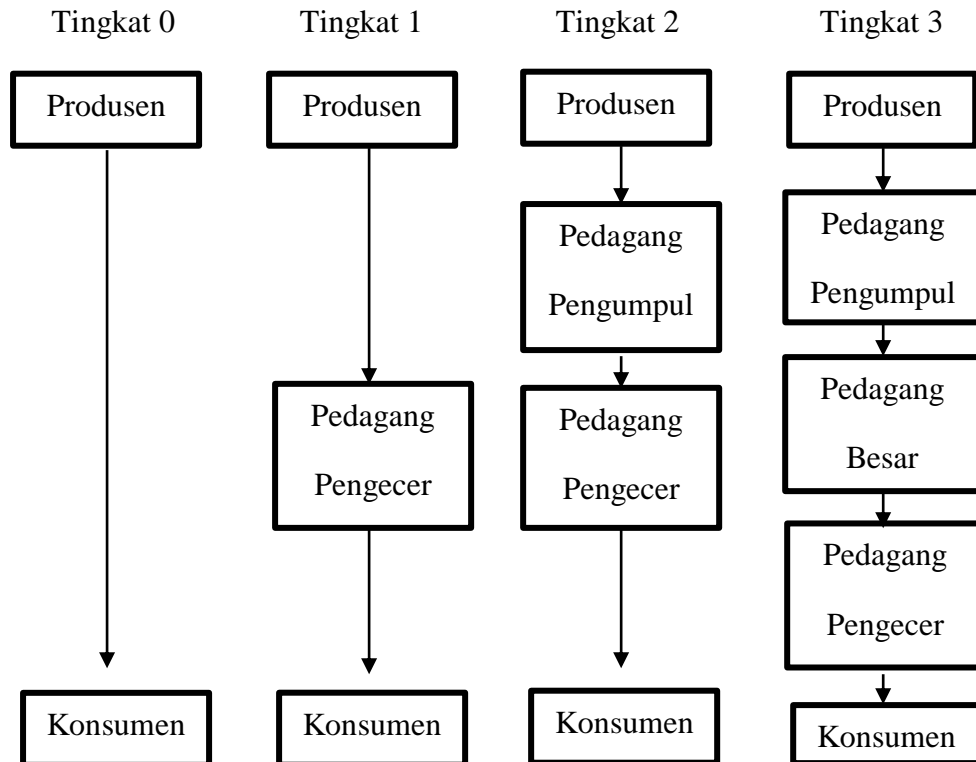 Tingkat 0
Produsen
Konsumen
Tingkat 1
Produsen
Pedagang
Pengecer
Konsumen
Tingkat 2
Produsen
Pedagang
Pengumpul
Pedagang
Pengecer
Konsumen
Tingkat 3
Produsen
Pedagang
Pengumpul
Pedagang
Besar
Pedagang
Pengecer
Konsumen